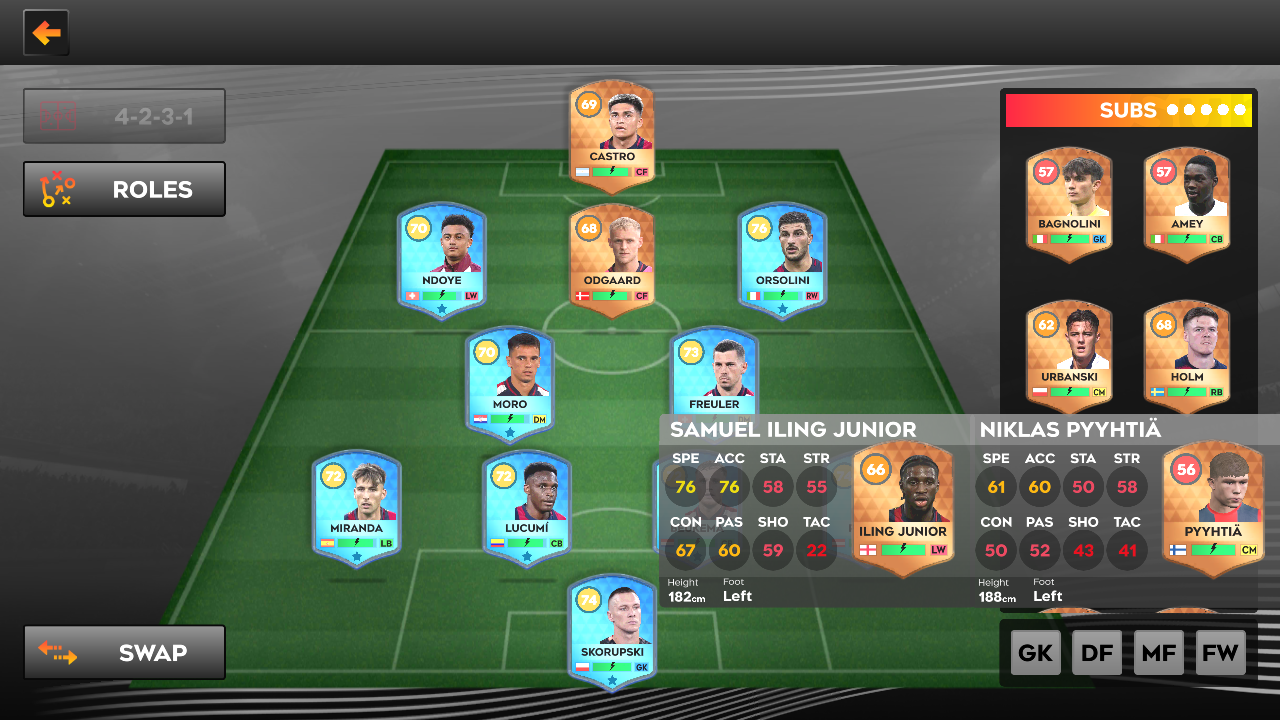 4-2-3-1
ROLES
69
CASTRO
CF
70
NDOYE
LW
68
ODGAARD
CF
76
ORSOLINI
RW
70
MORO
DM
73
FREULER
72
MIRANDA
LB
72
LUCUMÍ
CB
74
SKORUPSKI
GK
SWAP
SUBS
57
BAGNOLINI
GK
57
AMEY
CB
62
URBANSKI
CM
68
HOLM
RB
SAMUEL ILING JUNIOR
SPE ACC STA STR
76 76 58 55
CON PAS SHO TAC
67 60 59 22
Height Foot
182cm Left
66
ILING JUNIOR
LW
NIKLAS PYYHTIÄ
SPE ACC STA STR
61 60 50 58
CON PAS SHO TAC
50 52 43 41
Height Foot
188cm Left
56
PYYHTIÄ
CM
GK DF MF FW